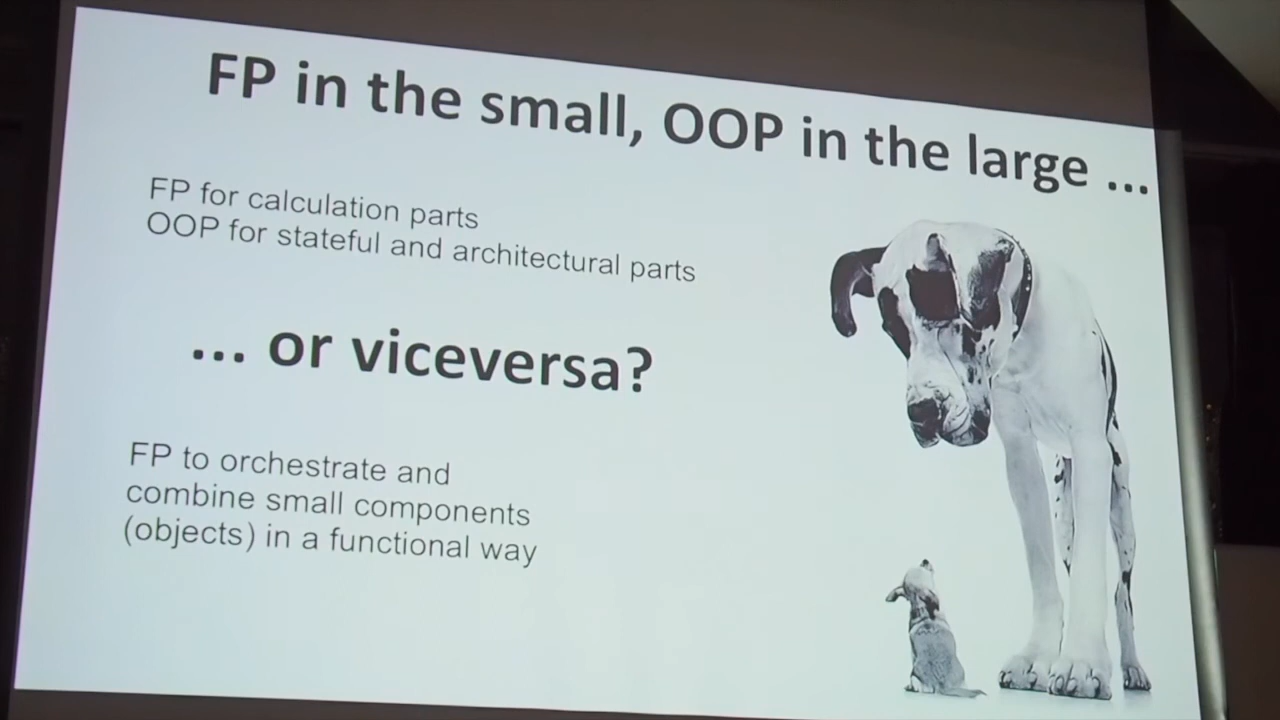 FP in the small, OOP in the large ...
FP for calculation parts
OOP for stateful and architectural parts
... or viceversa?
FP to orchestrate and
combine small components
(objects) in a functional way